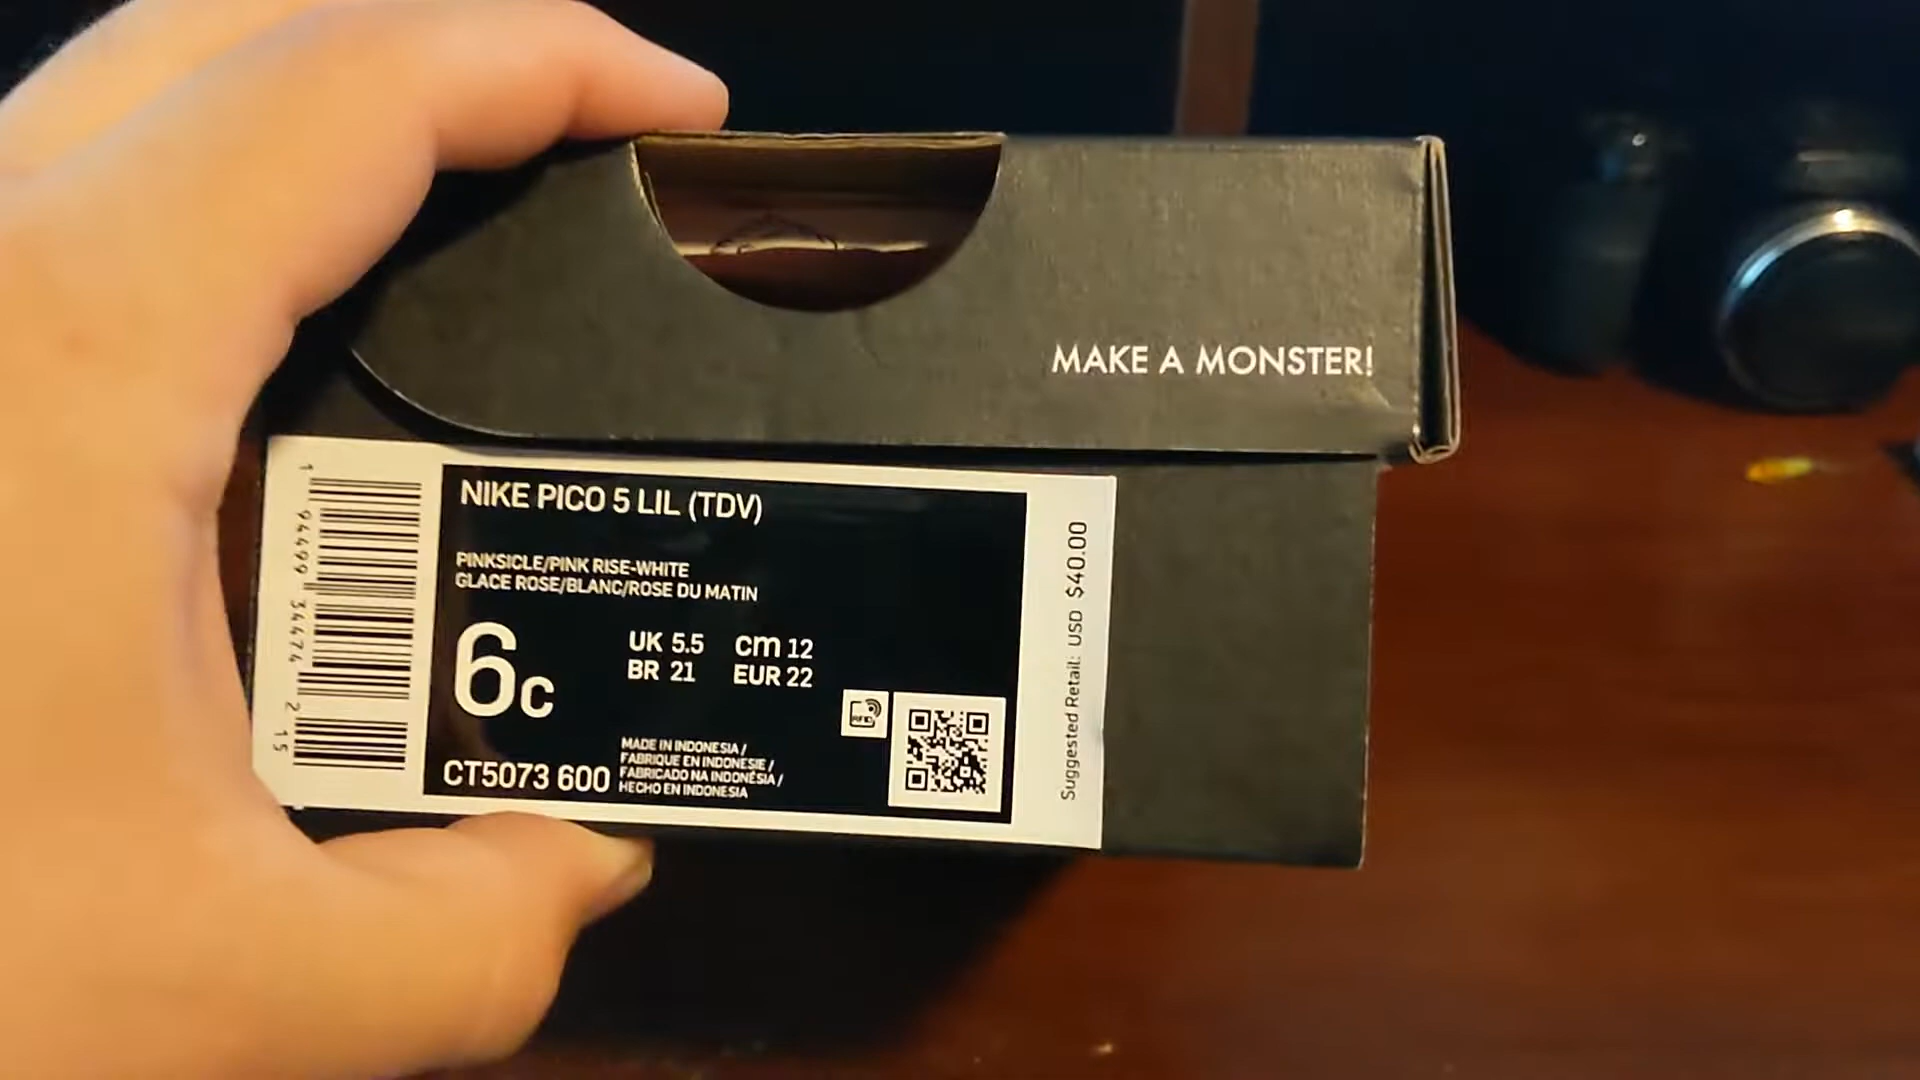 MAKE A MONSTER!
NIKE PICO 5 LIL (TDV)
PINKSICLE/PINK RISE-WHITE
GLACE ROSE/BLANC/ROSE DU MATIN
6c
UK 5.5 cm 12
BR 21 EUR 22
CT5073 600
MADE IN INDONESIA /
FABRIQUE EN INDONESIE /
FABRICADO NA INDONÉSIA /
HECHO EN INDONESIA
RFID
Suggested Retail: USD $40.00
1 94499 34474 2 15